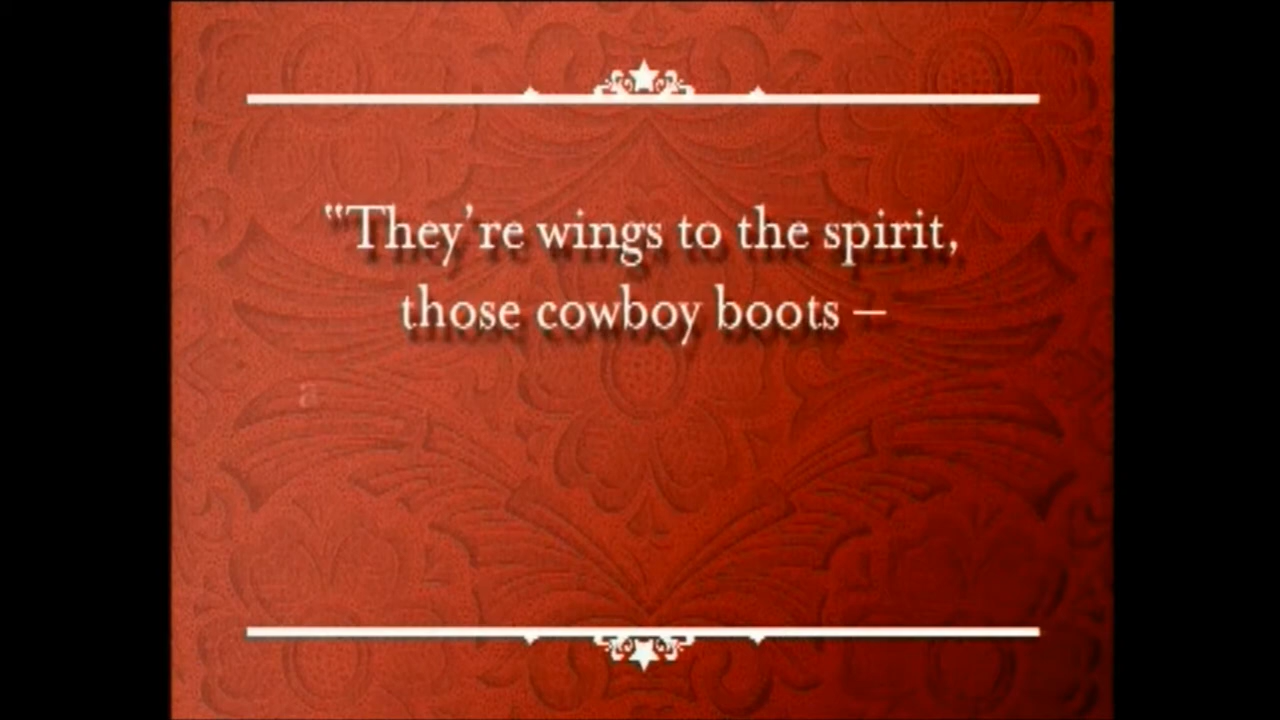 “They’re wings to the spirit,
those cowboy boots –
a